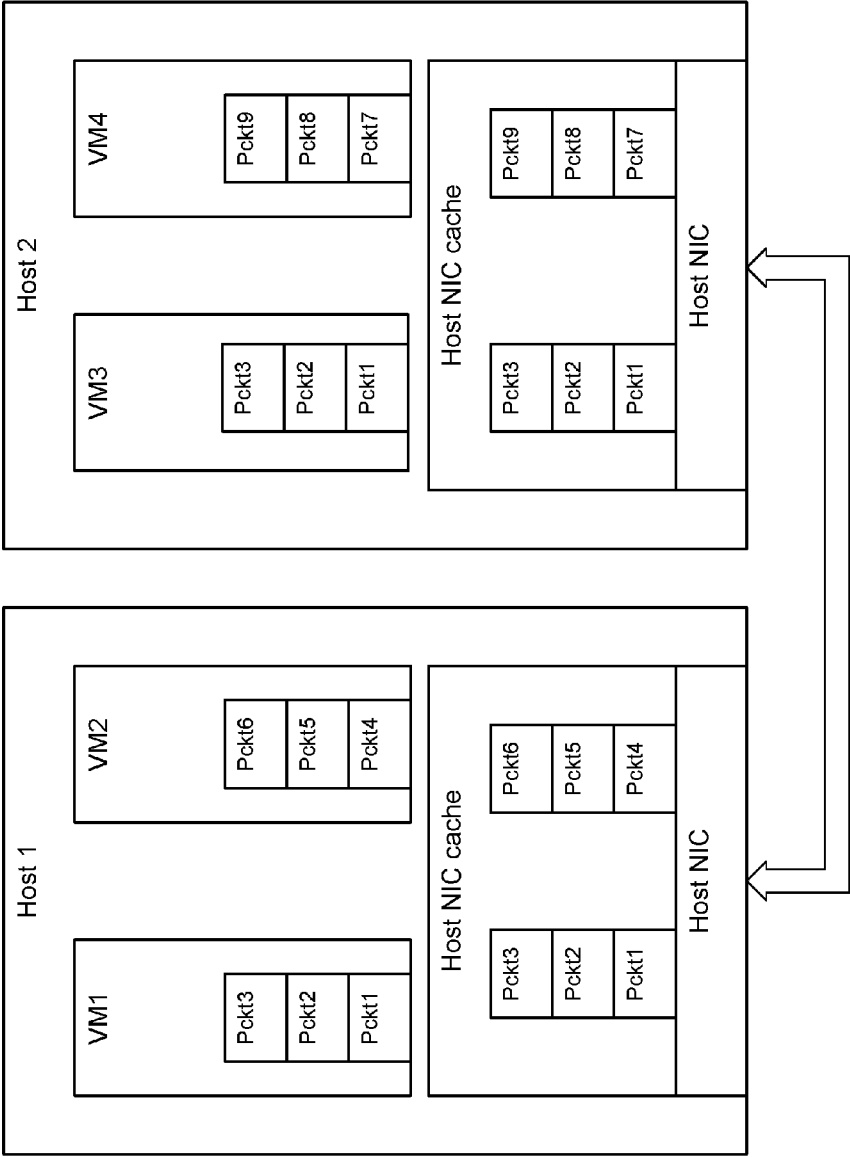 Host 1
VM1
Pckt3
Pckt2
Pckt1
VM2
Pckt6
Pckt5
Pckt4
Host NIC cache
Pckt3
Pckt2
Pckt1
Pckt6
Pckt5
Pckt4
Host NIC
Host 2
VM3
Pckt3
Pckt2
Pckt1
VM4
Pckt9
Pckt8
Pckt7
Host NIC cache
Pckt3
Pckt2
Pckt1
Pckt9
Pckt8
Pckt7
Host NIC